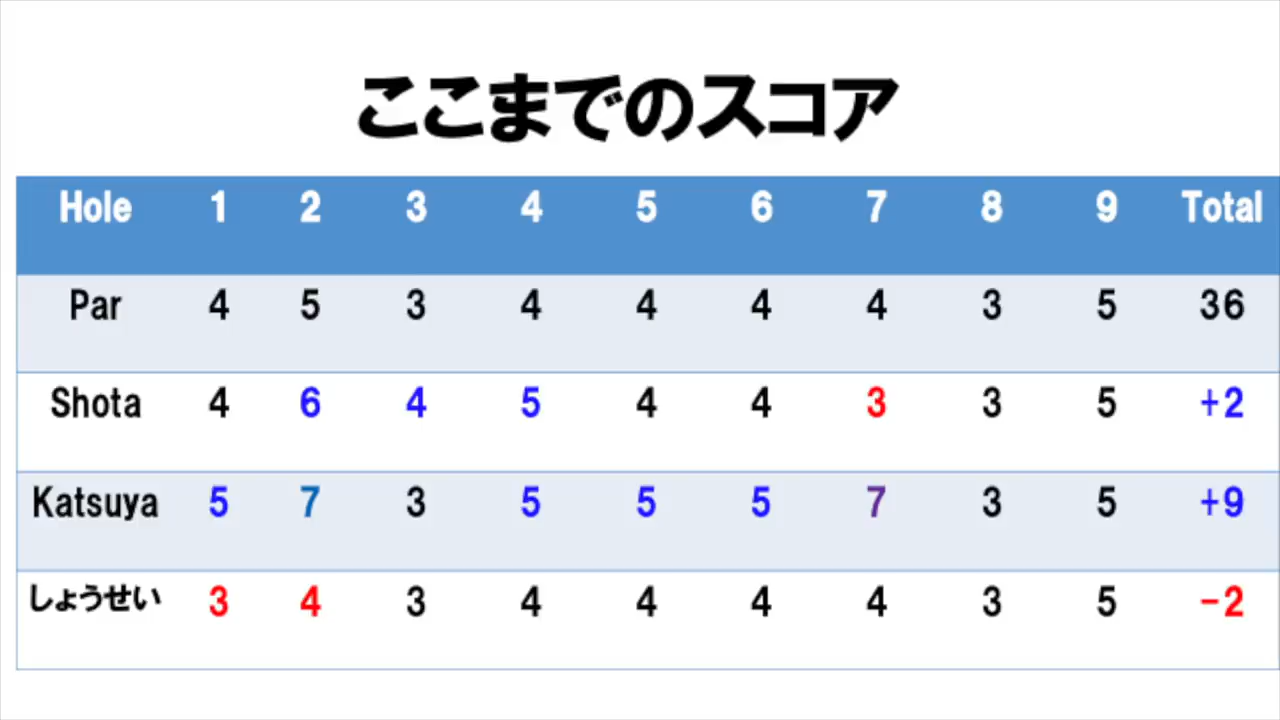 ここまでのスコア
Hole 1 2 3 4 5 6 7 8 9 Total
Par 4 5 3 4 4 4 4 3 5 36
Shota 4 6 4 5 4 4 3 3 5 +2
Katsuya 5 7 3 5 5 5 7 3 5 +9
しょうせい 3 4 3 4 4 4 4 3 5 -2